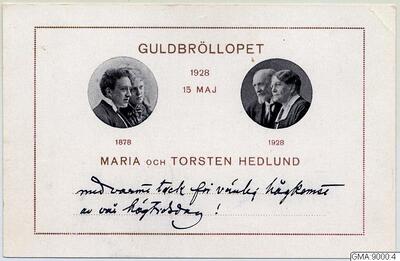 GULDBRÖLLOPET
1928
15 MAJ
1878
1928
MARIA OCH TORSTEN HEDLUND
med varmt tack för vänlig hågkomst
av vår högtidsdag!
GMA:9000:4